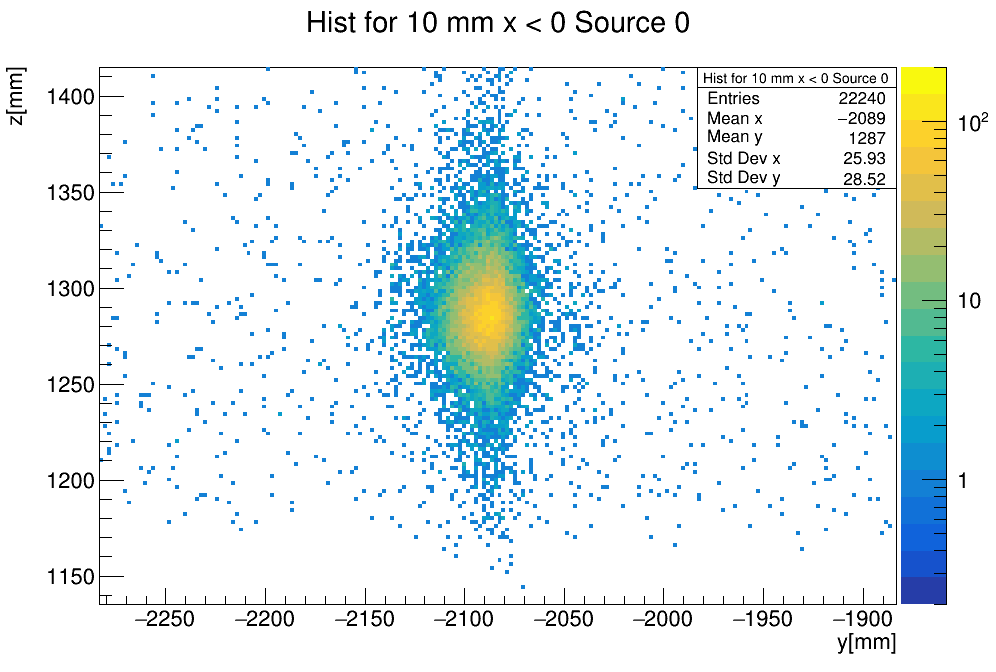 Hist for 10 mm x < 0 Source 0
z[mm]
Hist for 10 mm x < 0 Source 0
Entries 22240
Mean x −2089
Mean y 1287
Std Dev x 25.93
Std Dev y 28.52
1400
1350
1300
1250
1200
1150
−2250 −2200 −2150 −2100 −2050 −2000 −1950 −1900
y[mm]
10²
10
1